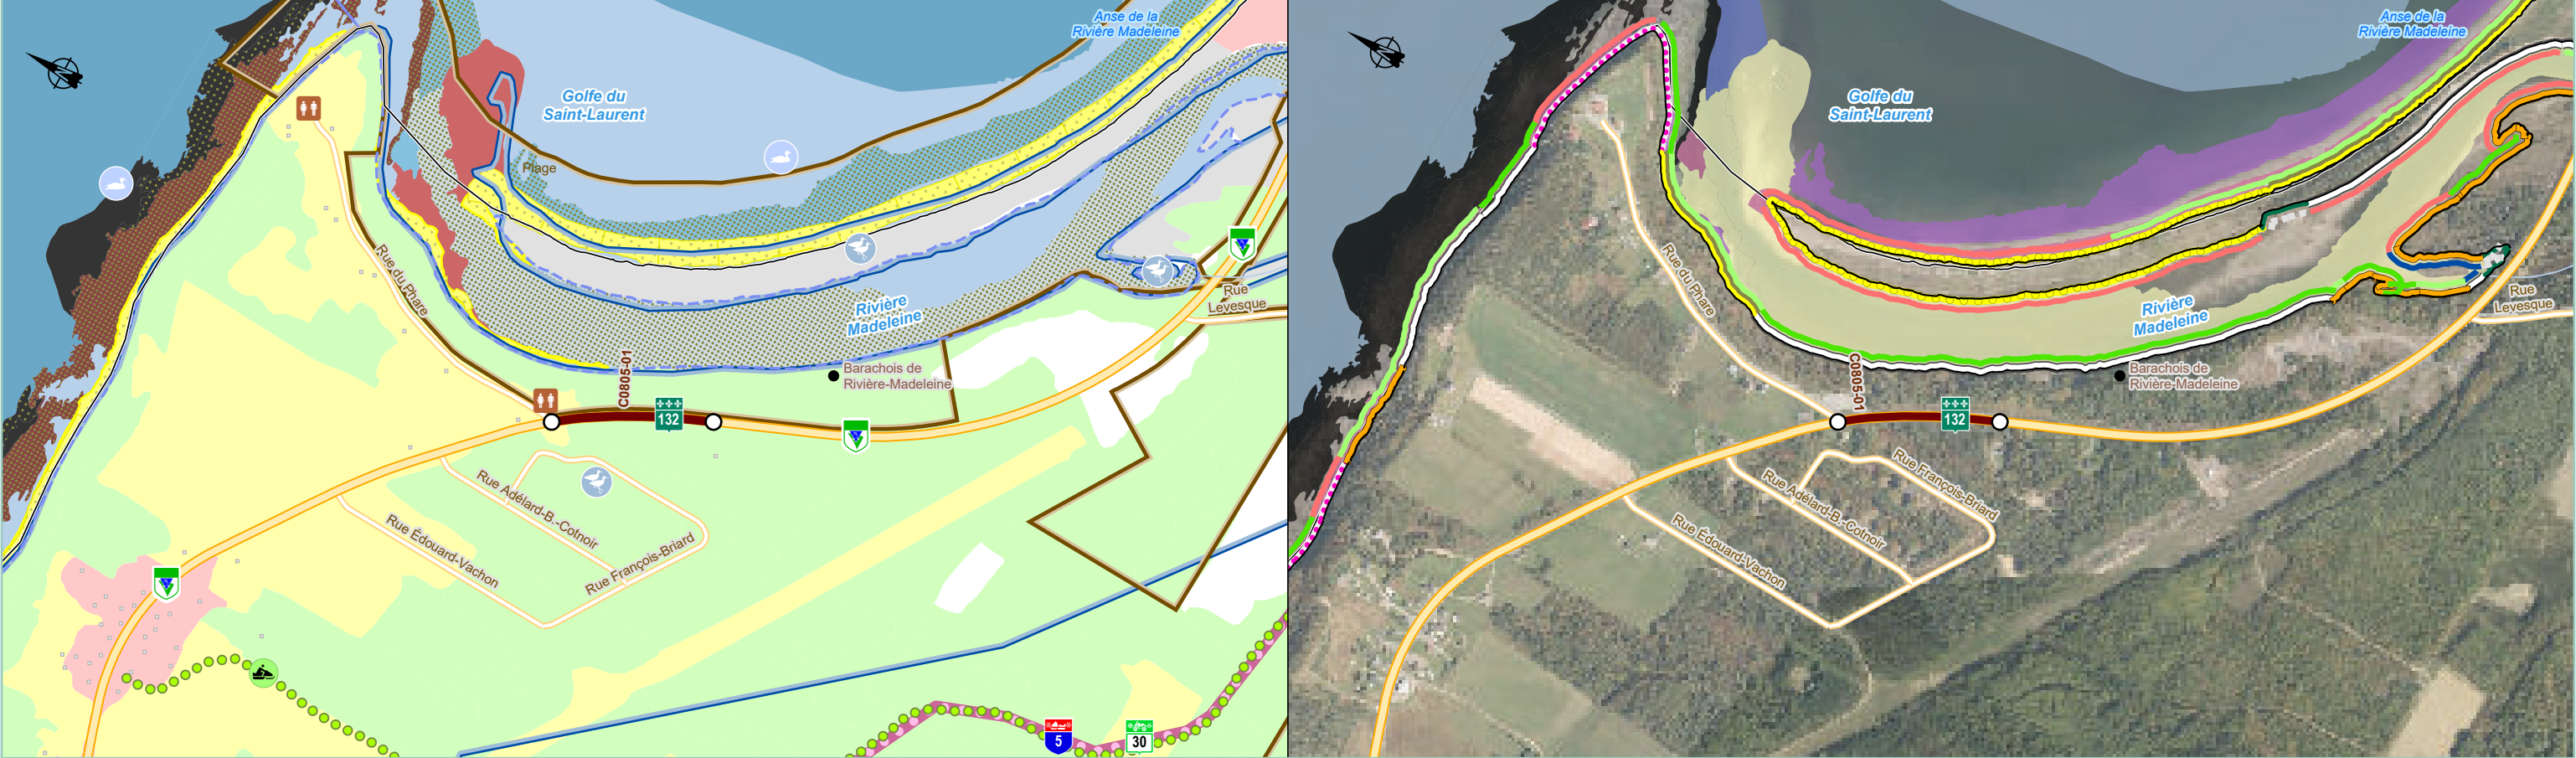 Anse de la
Rivière Madeleine
Golfe du
Saint-Laurent
Plage
Rue du Phare
Rivière
Madeleine
Rue
Levesque
C0805-01
132
Barachois de
Rivière-Madeleine
Rue Adélard-B.-Cotnoir
Rue Édouard-Vachon
Rue François-Briard
5
30
Anse de la
Rivière Madeleine
Golfe du
Saint-Laurent
Rue du Phare
Rivière
Madeleine
Rue
Levesque
C0805-01
132
Barachois de
Rivière-Madeleine
Rue François-Briard
Rue Adélard-B.-Cotnoir
Rue Édouard-Vachon